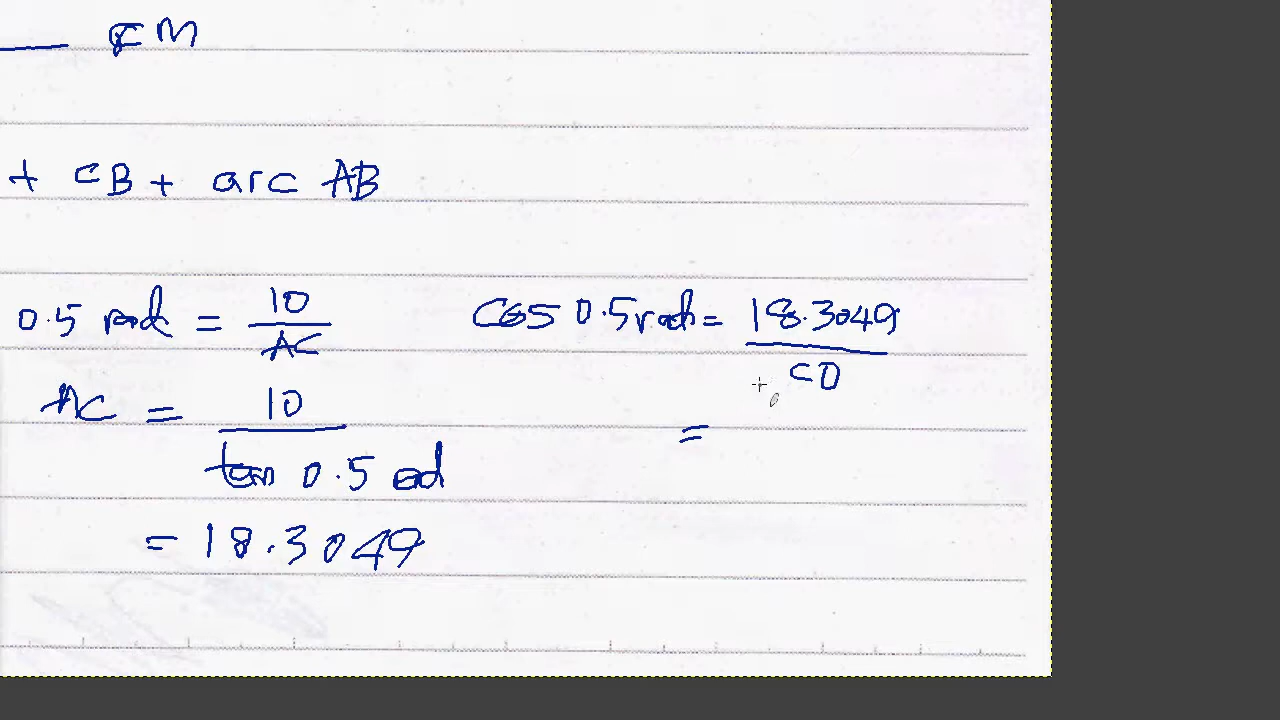 CM
+ CB + arc AB
0.5 rad = 10/AC
AC = 10/tan 0.5 rad
= 18.3049
Cos 0.5 rad = 18.3049/CO
=